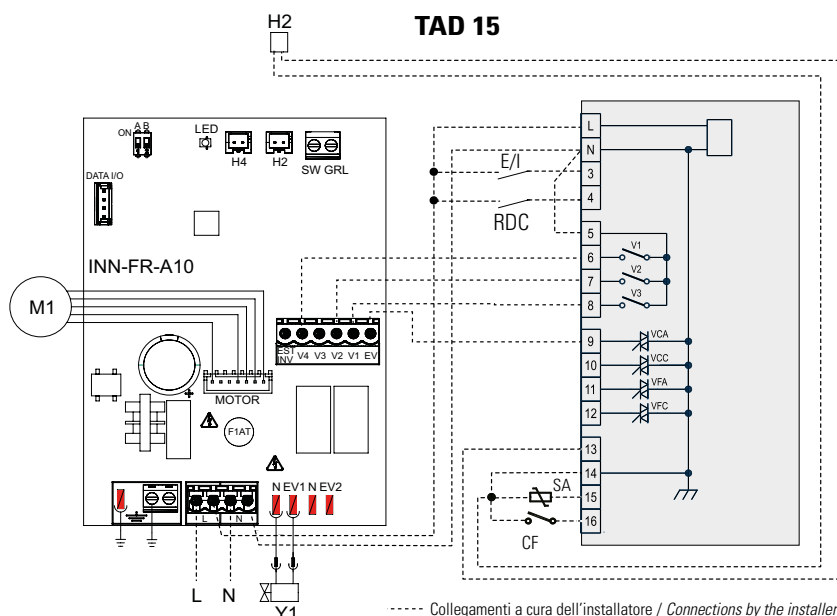 TAD 15
H2
ON
A B
LED
H4
H2
SW GRL
DATA I/O
INN-FR-A10
M1
EST INV
V4
V3
V2
V1
EV
MOTOR
+
F1AT
L
N
N EV1 N EV2
L
N
Y1
E/I
RDC
L
N
3
4
5
6
7
8
9
10
11
12
13
14
15
16
V1
V2
V3
VCA
VCC
VFA
VFC
SA
CF
Collegamenti a cura dell'installatore / Connections by the installer